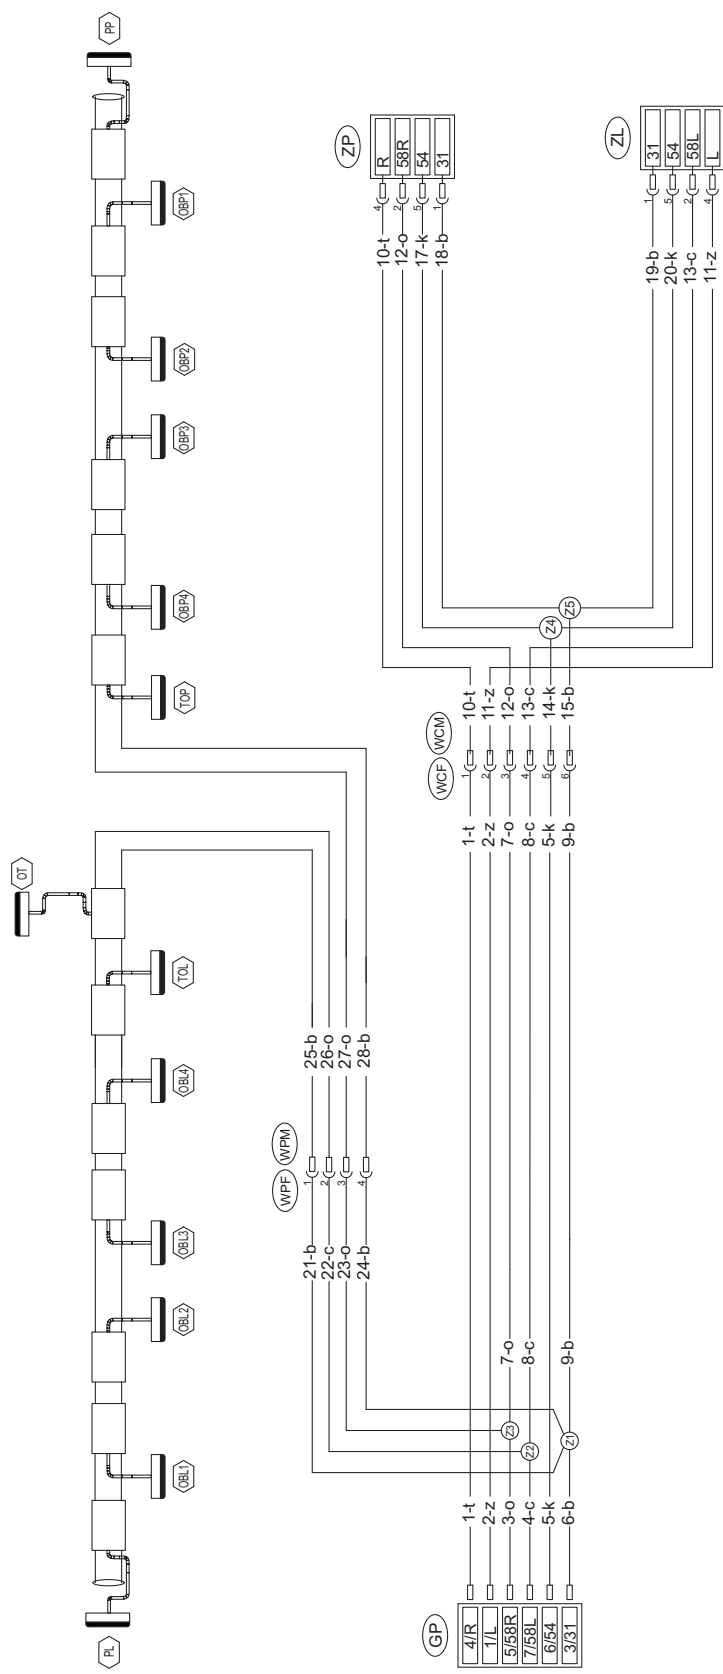 PP
OBP1
OBP2
OBP3
OBP4
TOP
OT
TOL
OBL4
OBL3
OBL2
OBL1
PL
ZP
R
58R
54
31
4
2
5
1
10-t
12-o
17-k
18-b
ZL
31
54
58L
L
1
5
2
4
19-b
20-k
13-c
11-z
Z4
Z5
10-t
11-z
12-o
13-c
14-k
15-b
WCF
WCM
1
2
3
4
5
6
1-t
2-z
7-o
8-c
5-k
9-b
25-b
26-o
27-o
28-b
WPF
WPM
1
2
3
4
21-b
22-c
23-o
24-b
7-o
8-c
9-b
Z3
Z2
Z1
1-t
2-z
3-o
4-c
5-k
6-b
GP
4/R
1/L
5/58R
7/58L
6/54
3/31